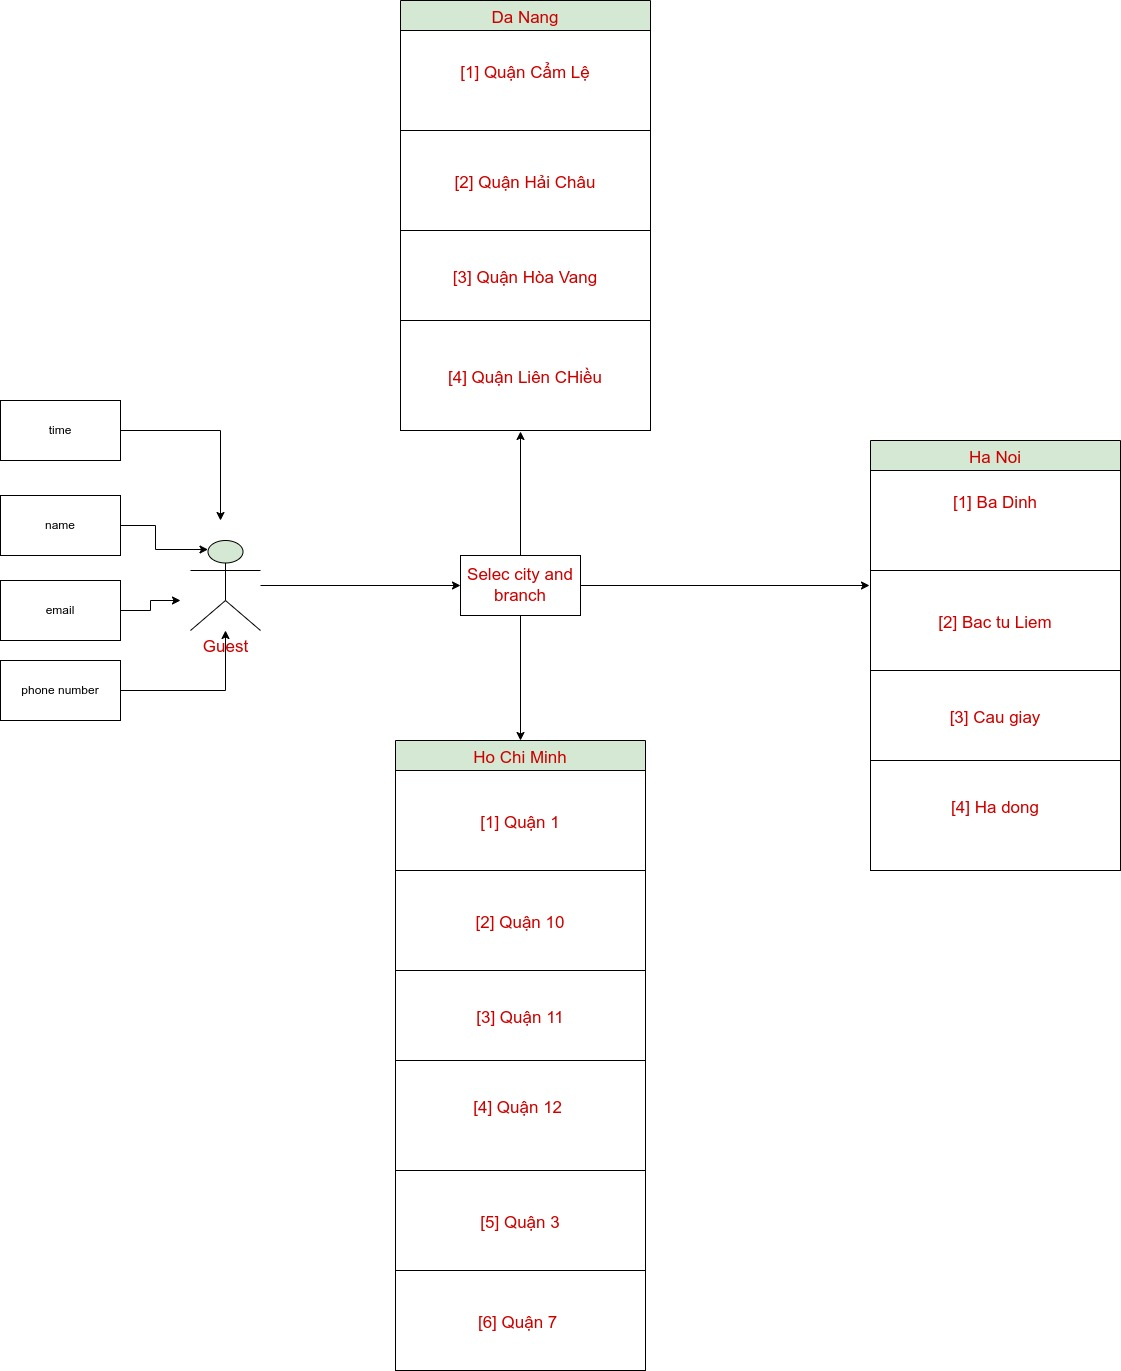 Da Nang
[1] Quận Cẩm Lệ
[2] Quận Hải Châu
[3] Quận Hòa Vang
[4] Quận Liên CHiều
time
name
email
phone number
Guest
Selec city and
branch
Ha Noi
[1] Ba Dinh
[2] Bac tu Liem
[3] Cau giay
[4] Ha dong
Ho Chi Minh
[1] Quận 1
[2] Quận 10
[3] Quận 11
[4] Quận 12
[5] Quận 3
[6] Quận 7